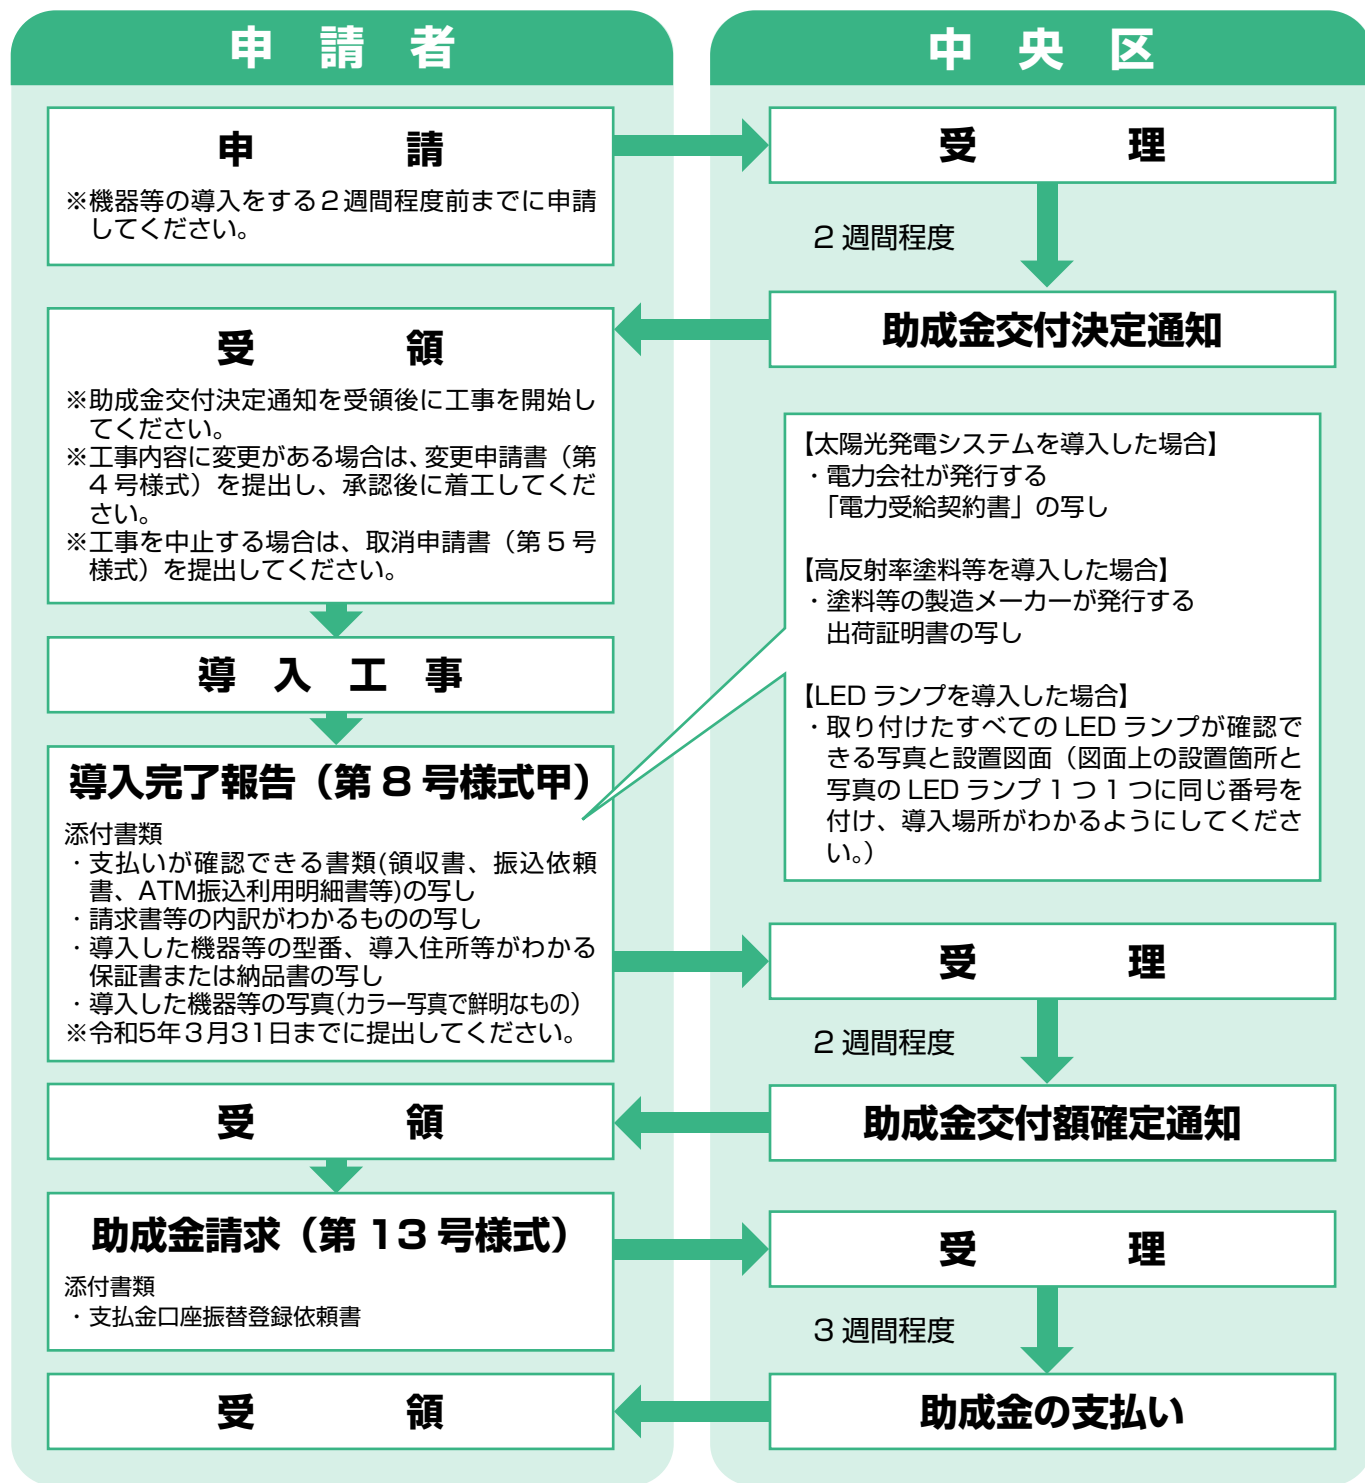 申請者
中央区
申請
※機器等の導入をする2週間程度前までに申請
してください。
受理
2 週間程度
助成金交付決定通知
受領
※助成金交付決定通知を受領後に工事を開始し
てください。
※工事内容に変更がある場合は、変更申請書（第
4 号様式）を提出し、承認後に着工してくだ
さい。
※工事を中止する場合は、取消申請書（第 5 号
様式）を提出してください。
導入工事
導入完了報告（第 8 号様式甲）
添付書類
・支払いが確認できる書類(領収書、振込依頼
書、ATM振込利用明細書等)の写し
・請求書等の内訳がわかるものの写し
・導入した機器等の型番、導入住所等がわかる
保証書または納品書の写し
・導入した機器等の写真（カラー写真で鮮明なもの）
※令和5年3月31日までに提出してください。
【太陽光発電システムを導入した場合】
・電力会社が発行する
「電力受給契約書」の写し
【高反射率塗料等を導入した場合】
・塗料等の製造メーカーが発行する
出荷証明書の写し
【LED ランプを導入した場合】
・取り付けたすべての LED ランプが確認で
きる写真と設置図面（図面上の設置箇所と
写真の LED ランプ 1 つ 1 つに同じ番号を
付け、導入場所がわかるようにしてくださ
い。）
受理
2 週間程度
助成金交付額確定通知
受領
助成金請求（第 13 号様式）
添付書類
・支払金口座振替登録依頼書
受理
3 週間程度
助成金の支払い
受領